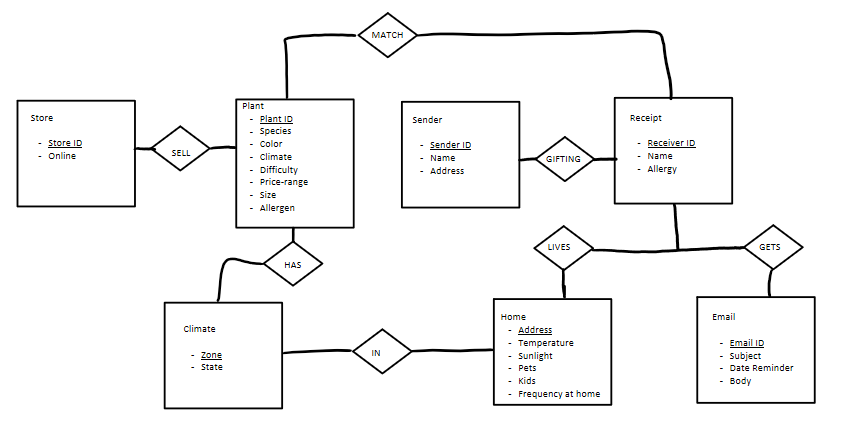 MATCH
Store
- Store ID
- Online
SELL
Plant
- Plant ID
- Species
- Color
- Climate
- Difficulty
- Price-range
- Size
- Allergen
Sender
- Sender ID
- Name
- Address
GIFTING
Receipt
- Receiver ID
- Name
- Allergy
HAS
LIVES
GETS
Climate
- Zone
- State
IN
Home
- Address
- Temperature
- Sunlight
- Pets
- Kids
- Frequency at home
Email
- Email ID
- Subject
- Date Reminder
- Body